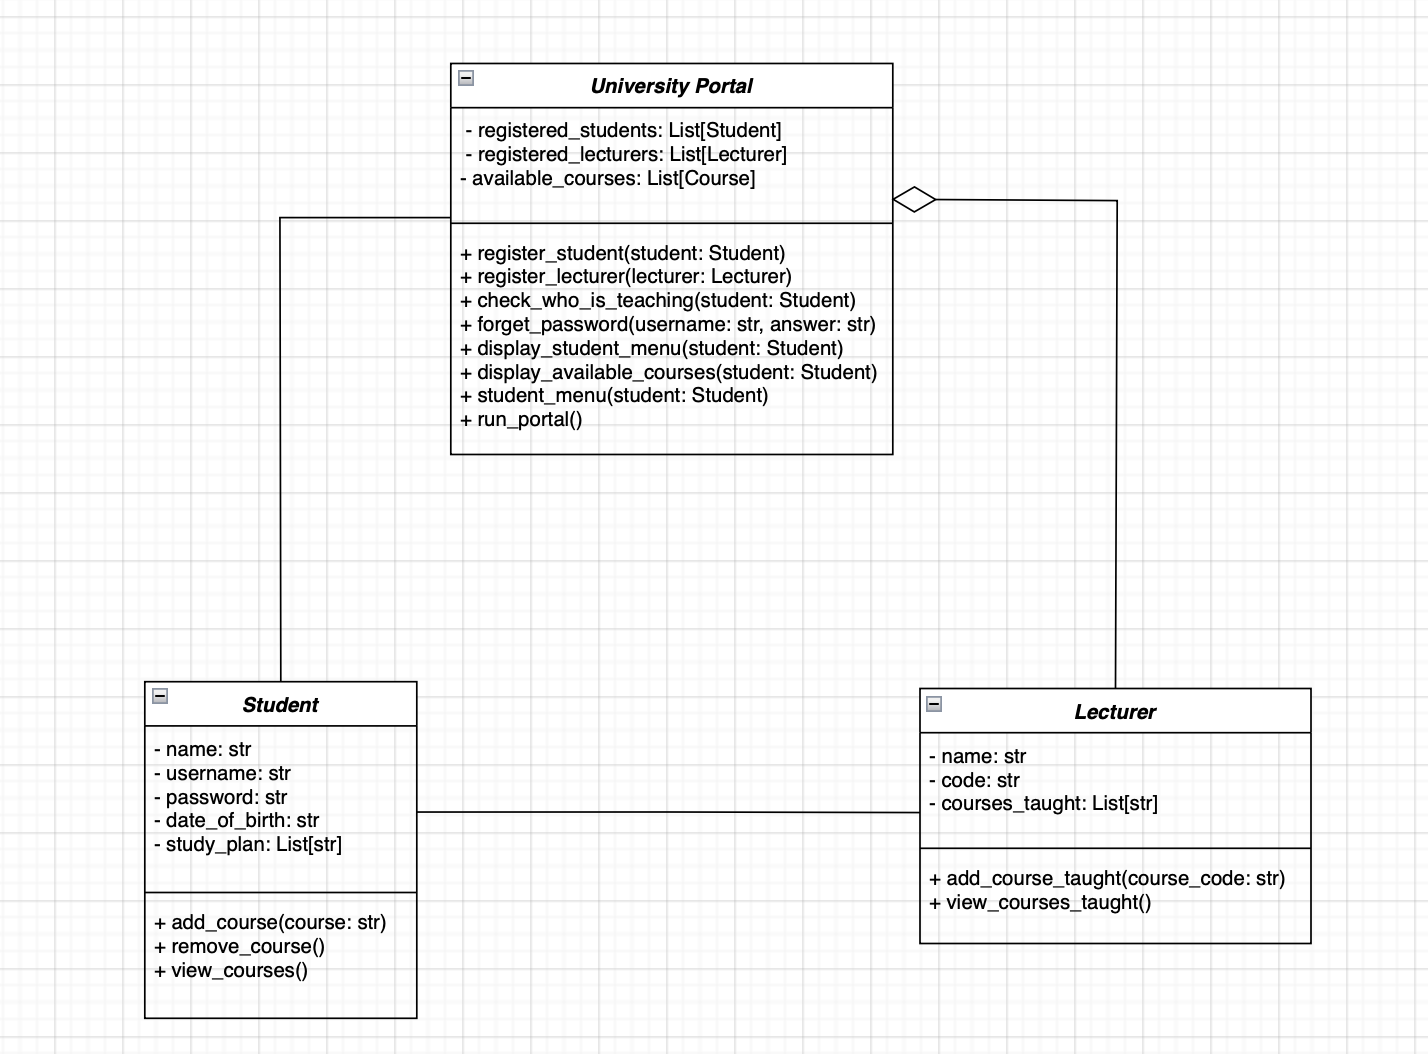 University Portal
- registered_students: List[Student]
- registered_lecturers: List[Lecturer]
- available_courses: List[Course]
+ register_student(student: Student)
+ register_lecturer(lecturer: Lecturer)
+ check_who_is_teaching(student: Student)
+ forget_password(username: str, answer: str)
+ display_student_menu(student: Student)
+ display_available_courses(student: Student)
+ student_menu(student: Student)
+ run_portal()
Student
- name: str
- username: str
- password: str
- date_of_birth: str
- study_plan: List[str]
+ add_course(course: str)
+ remove_course()
+ view_courses()
Lecturer
- name: str
- code: str
- courses_taught: List[str]
+ add_course_taught(course_code: str)
+ view_courses_taught()